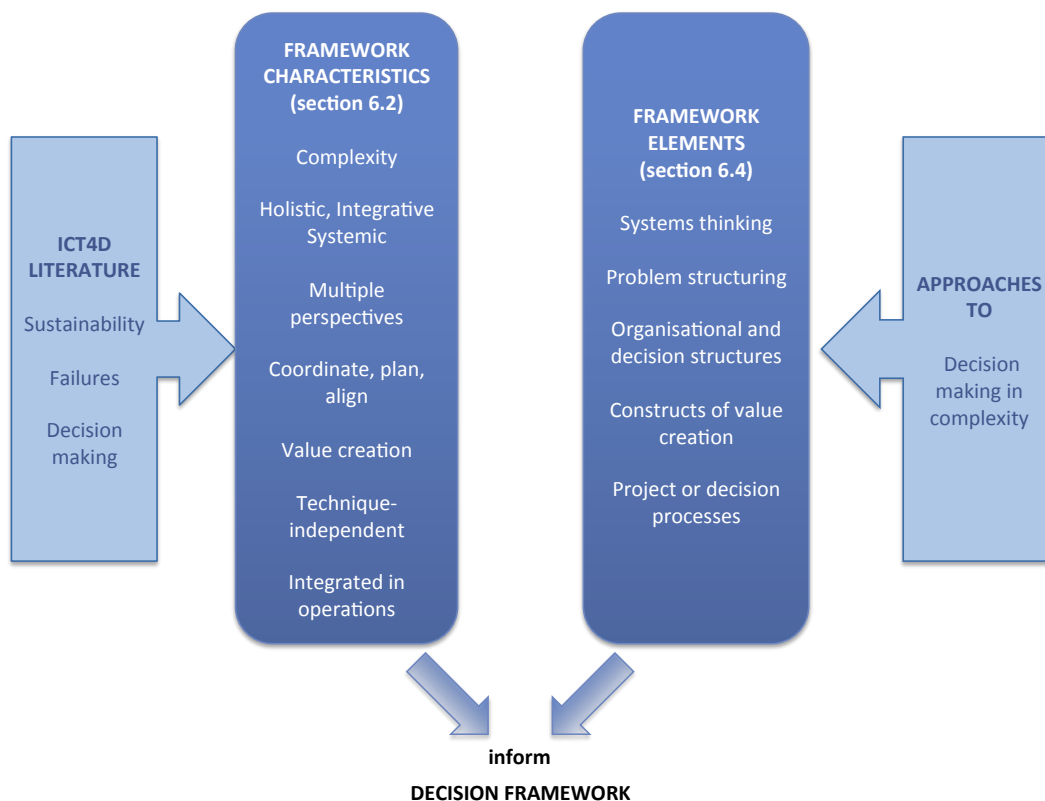 ICT4D
LITERATURE
Sustainability
Failures
Decision
making
FRAMEWORK
CHARACTERISTICS
(section 6.2)
Complexity
Holistic, Integrative
Systemic
Multiple
perspectives
Coordinate, plan,
align
Value creation
Technique-
independent
Integrated in
operations
FRAMEWORK
ELEMENTS
(section 6.4)
Systems thinking
Problem structuring
Organisational and
decision structures
Constructs of value
creation
Project or decision
processes
APPROACHES
TO
Decision
making in
complexity
inform
DECISION FRAMEWORK